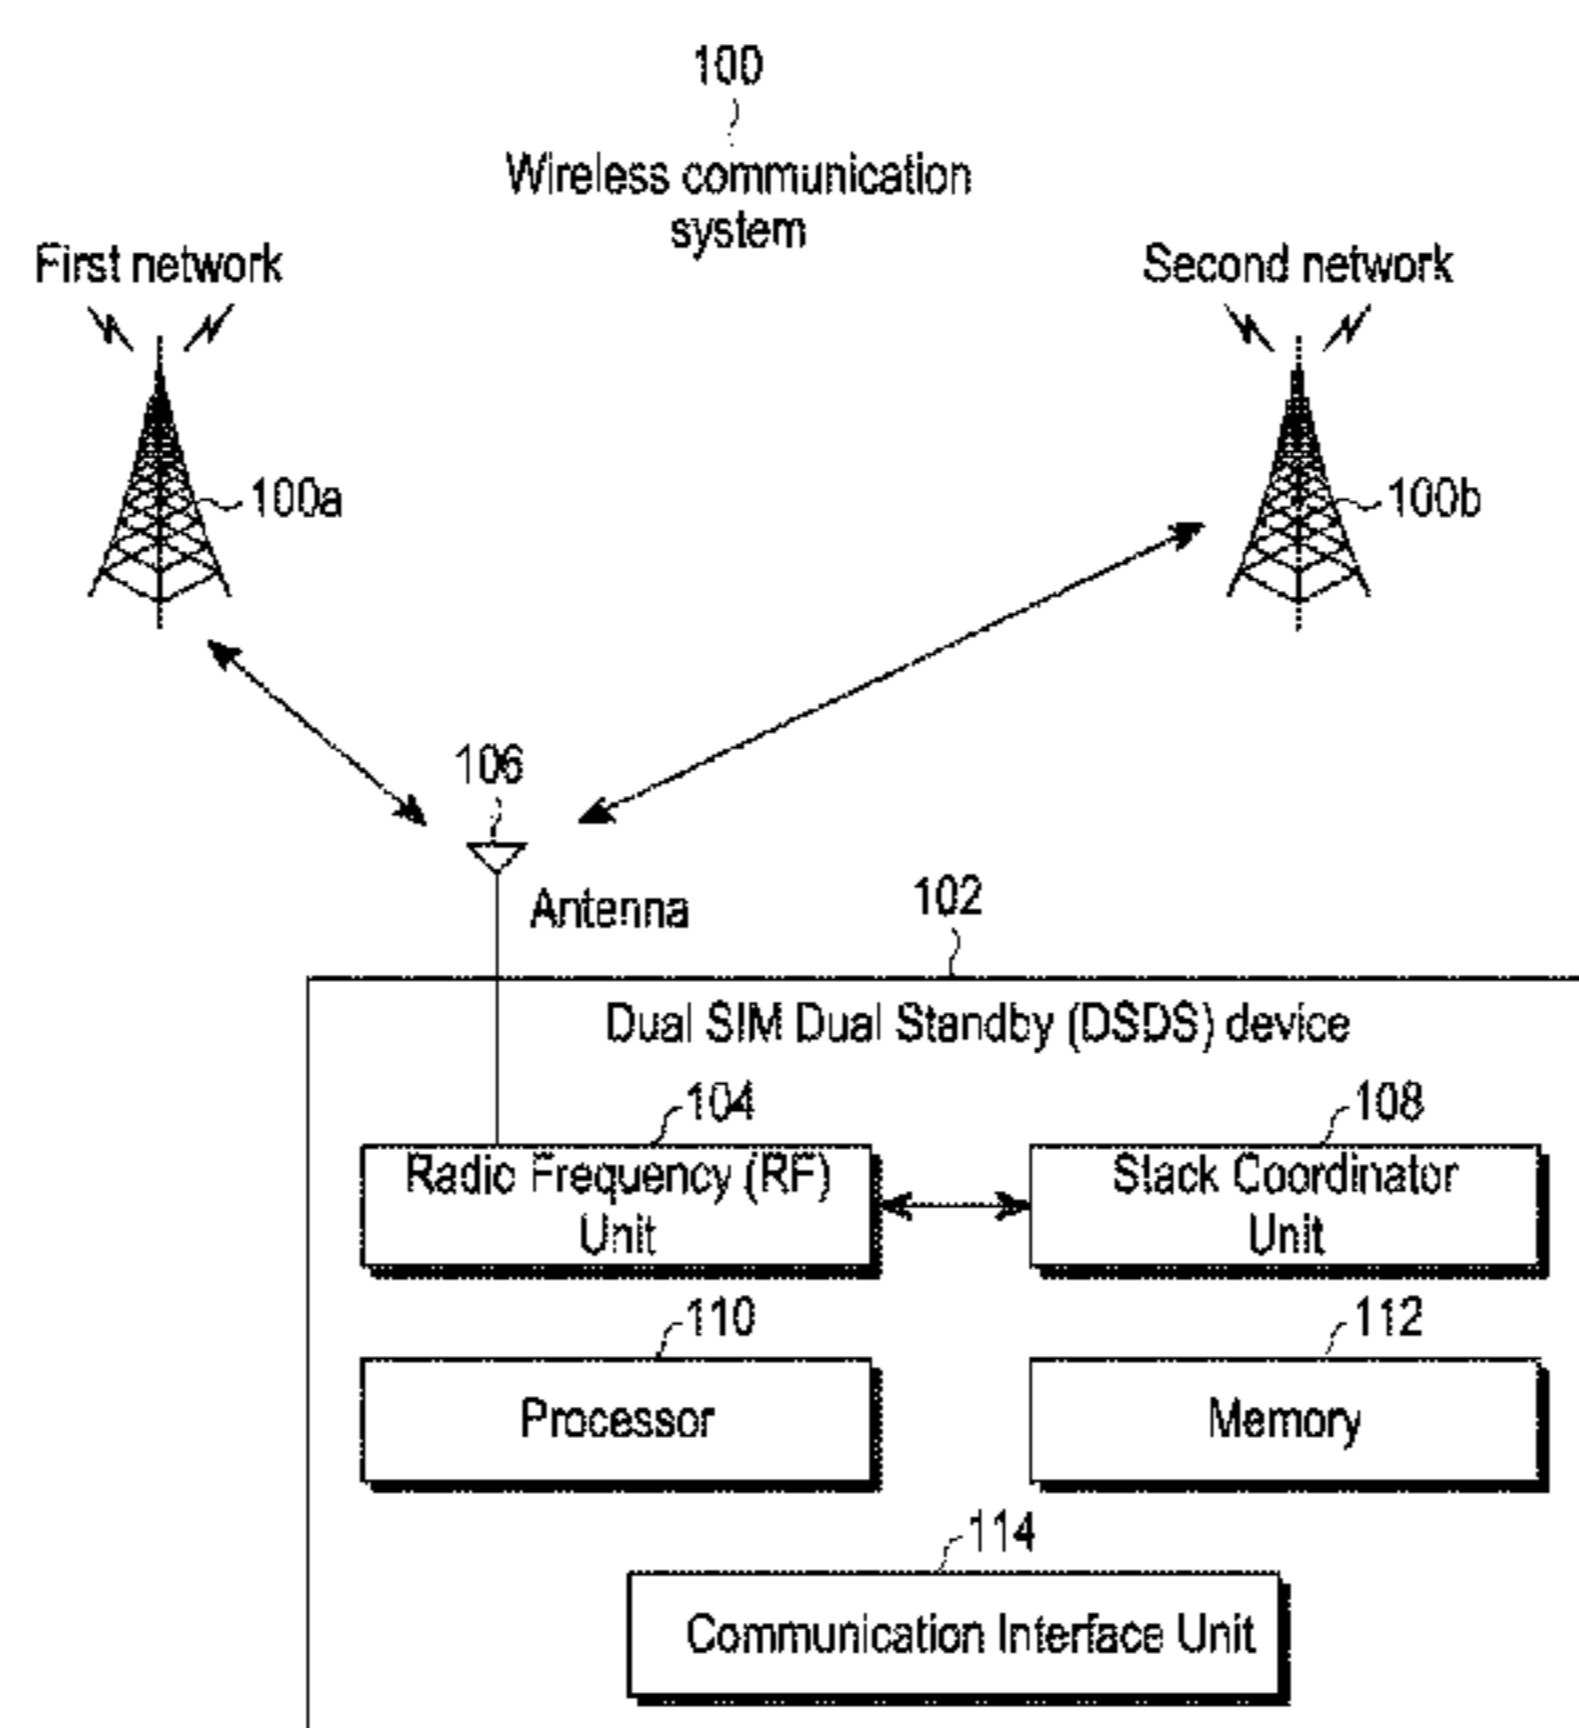 100
Wireless communication
system
First network
Second network
100a
100b
106
Antenna
102
Dual SIM Dual Standby (DSDS) device
104
108
Radio Frequency (RF)
Unit
Stack Coordinator
Unit
110
112
Processor
Memory
114
Communication Interface Unit